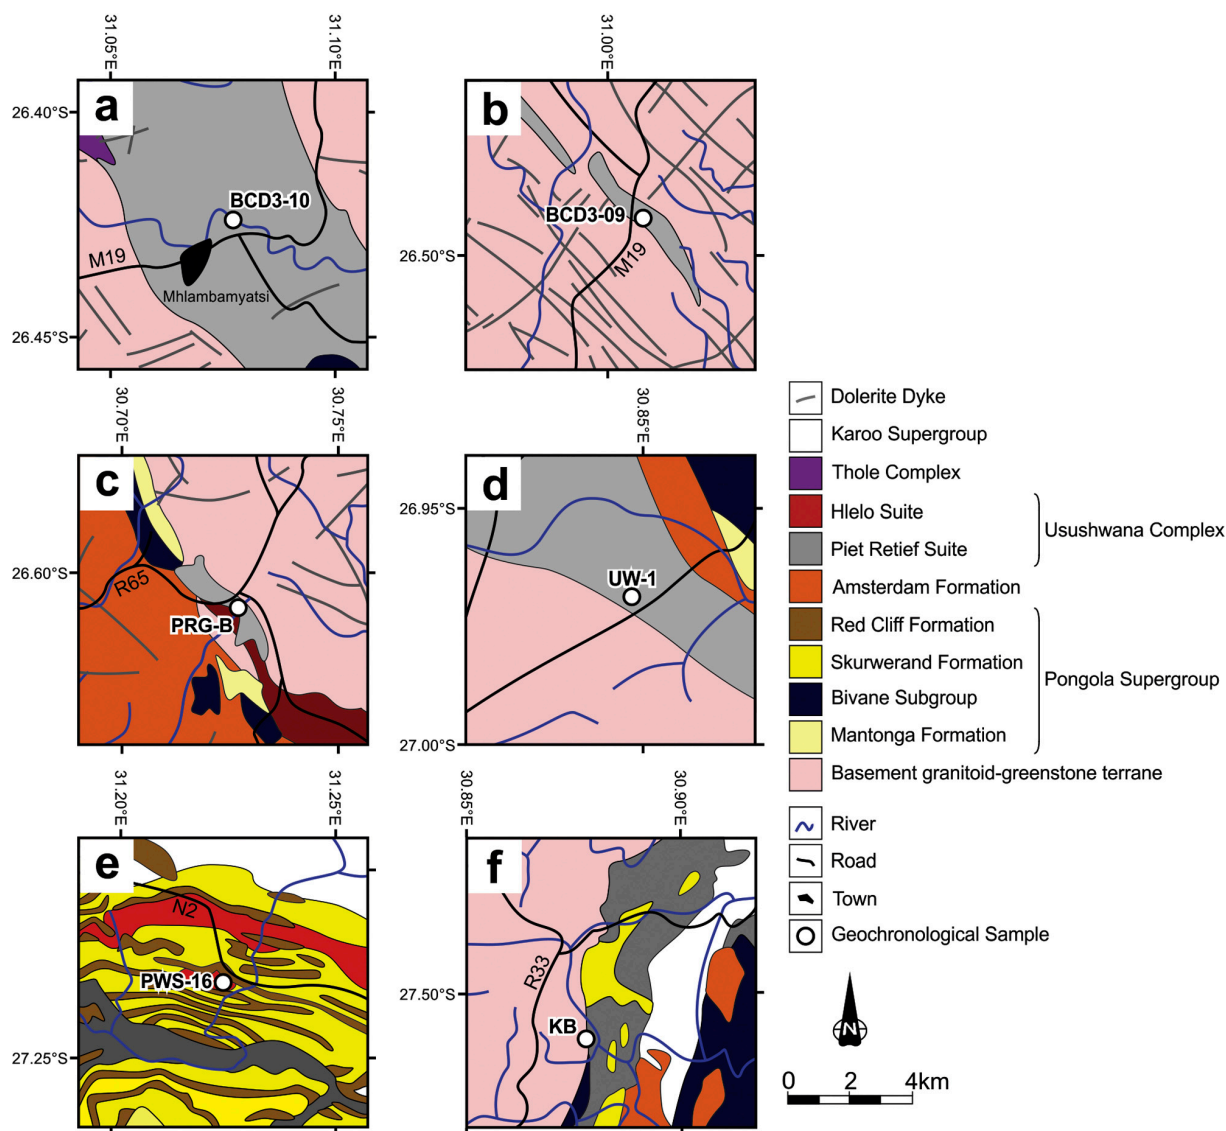 31.05°E
31.10°E
31.00°E
26.40°S
a
BCD3-10
M19
Mhlambamyatsi
26.45°S
b
BCD3-09
M19
26.50°S
30.70°E
30.75°E
30.85°E
c
R65
26.60°S
PRG-B
d
26.95°S
UW-1
27.00°S
31.20°E
31.25°E
30.85°E
30.90°E
e
N2
PWS-16
27.25°S
f
R33
27.50°S
KB
Dolerite Dyke
Karoo Supergroup
Thole Complex
Hlelo Suite
Piet Retief Suite
Usushwana Complex
Amsterdam Formation
Red Cliff Formation
Skurwerand Formation
Bivane Subgroup
Mantonga Formation
Pongola Supergroup
Basement granitoid-greenstone terrane
River
Road
Town
Geochronological Sample
N
0 2 4km